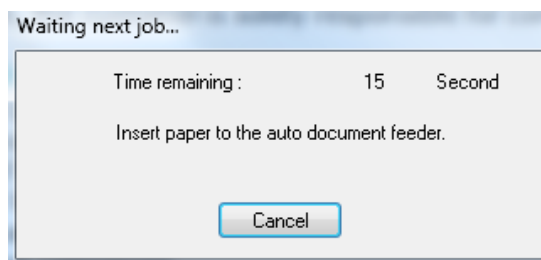 Waiting next job...
Time remaining : 15 Second
Insert paper to the auto document feeder.
Cancel